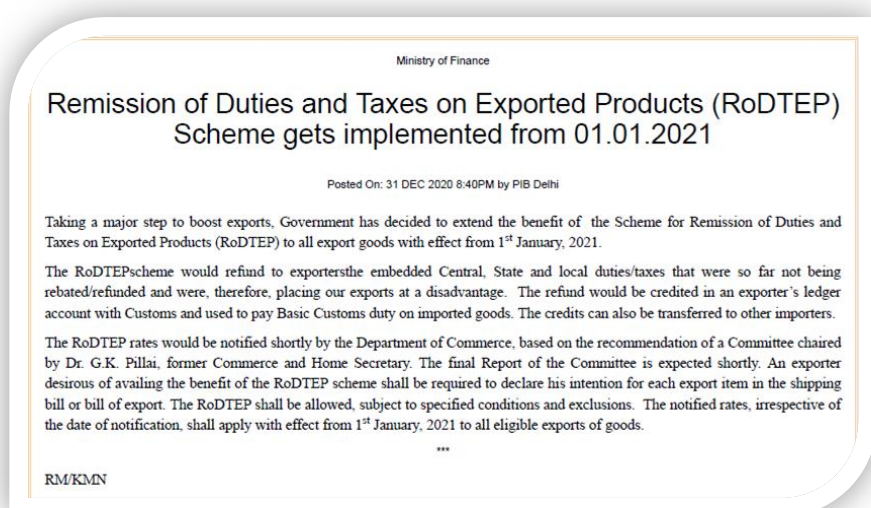 Ministry of Finance
Remission of Duties and Taxes on Exported Products (RoDTEP)
Scheme gets implemented from 01.01.2021
Posted On: 31 DEC 2020 8:40PM by PIB Delhi
Taking a major step to boost exports, Government has decided to extend the benefit of the Scheme for Remission of Duties and
Taxes on Exported Products (RoDTEP) to all export goods with effect from 1st January, 2021.
The RoDTEPscheme would refund to exportersthe embedded Central, State and local duties/taxes that were so far not being
rebated/refunded and were, therefore, placing our exports at a disadvantage. The refund would be credited in an exporter's ledger
account with Customs and used to pay Basic Customs duty on imported goods. The credits can also be transferred to other importers.
The RoDTEP rates would be notified shortly by the Department of Commerce, based on the recommendation of a Committee chaired
by Dr. G.K. Pillai, former Commerce and Home Secretary. The final Report of the Committee is expected shortly. An exporter
desirous of availing the benefit of the RoDTEP scheme shall be required to declare his intention for each export item in the shipping
bill or bill of export. The RoDTEP shall be allowed, subject to specified conditions and exclusions. The notified rates, irrespective of
the date of notification, shall apply with effect from 1st January, 2021 to all eligible exports of goods.
***
RM/KMN